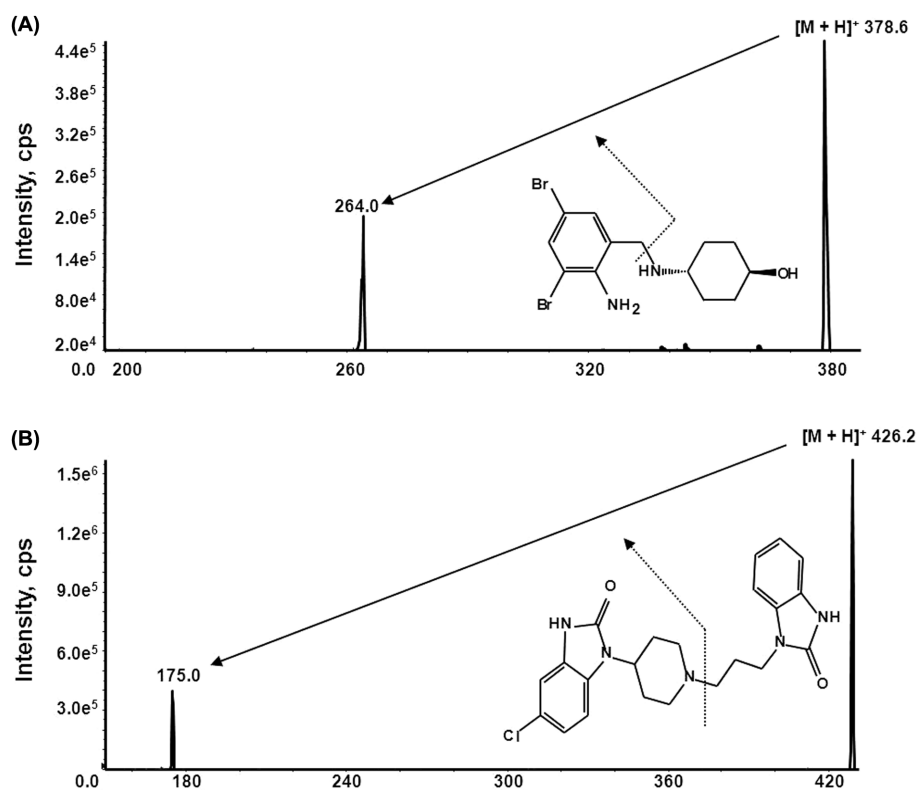 (A)
[M + H]⁺ 378.6
4.4e⁵
3.8e⁵
3.2e⁵
2.6e⁵
2.0e⁵
1.4e⁵
8.0e⁴
2.0e⁴
Intensity, cps
264.0
Br
Br
NH₂
HN
OH
0.0 200 260 320 380
(B)
[M + H]⁺ 426.2
1.5e⁶
1.2e⁶
9.0e⁵
6.0e⁵
3.0e⁵
Intensity, cps
175.0
O
HN
N
Cl
N
N
NH
O
0.0 180 240 300 360 420